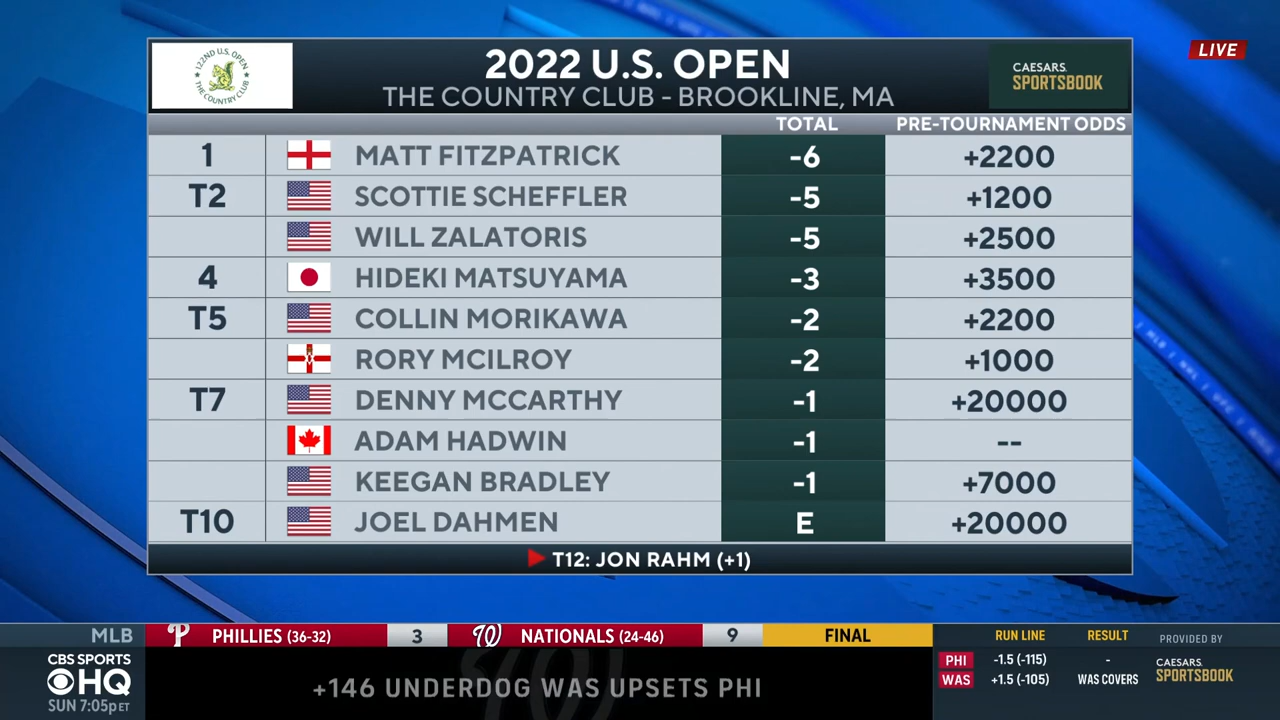 LIVE
122ND U.S. OPEN
THE COUNTRY CLUB
2022 U.S. OPEN
THE COUNTRY CLUB - BROOKLINE, MA
CAESARS
SPORTSBOOK
TOTAL PRE-TOURNAMENT ODDS
1 MATT FITZPATRICK -6 +2200
T2 SCOTTIE SCHEFFLER -5 +1200
WILL ZALATORIS -5 +2500
4 HIDEKI MATSUYAMA -3 +3500
T5 COLLIN MORIKAWA -2 +2200
RORY MCILROY -2 +1000
T7 DENNY MCCARTHY -1 +20000
ADAM HADWIN -1 --
KEEGAN BRADLEY -1 +7000
T10 JOEL DAHMEN E +20000
T12: JON RAHM (+1)
MLB PHILLIES (36-32) 3 NATIONALS (24-46) 9 FINAL
CBS SPORTS
HQ
SUN 7:05PET
+146 UNDERDOG WAS UPSETS PHI
RUN LINE RESULT PROVIDED BY
PHI -1.5 (-115) -
WAS +1.5 (-105) WAS COVERS
CAESARS
SPORTSBOOK